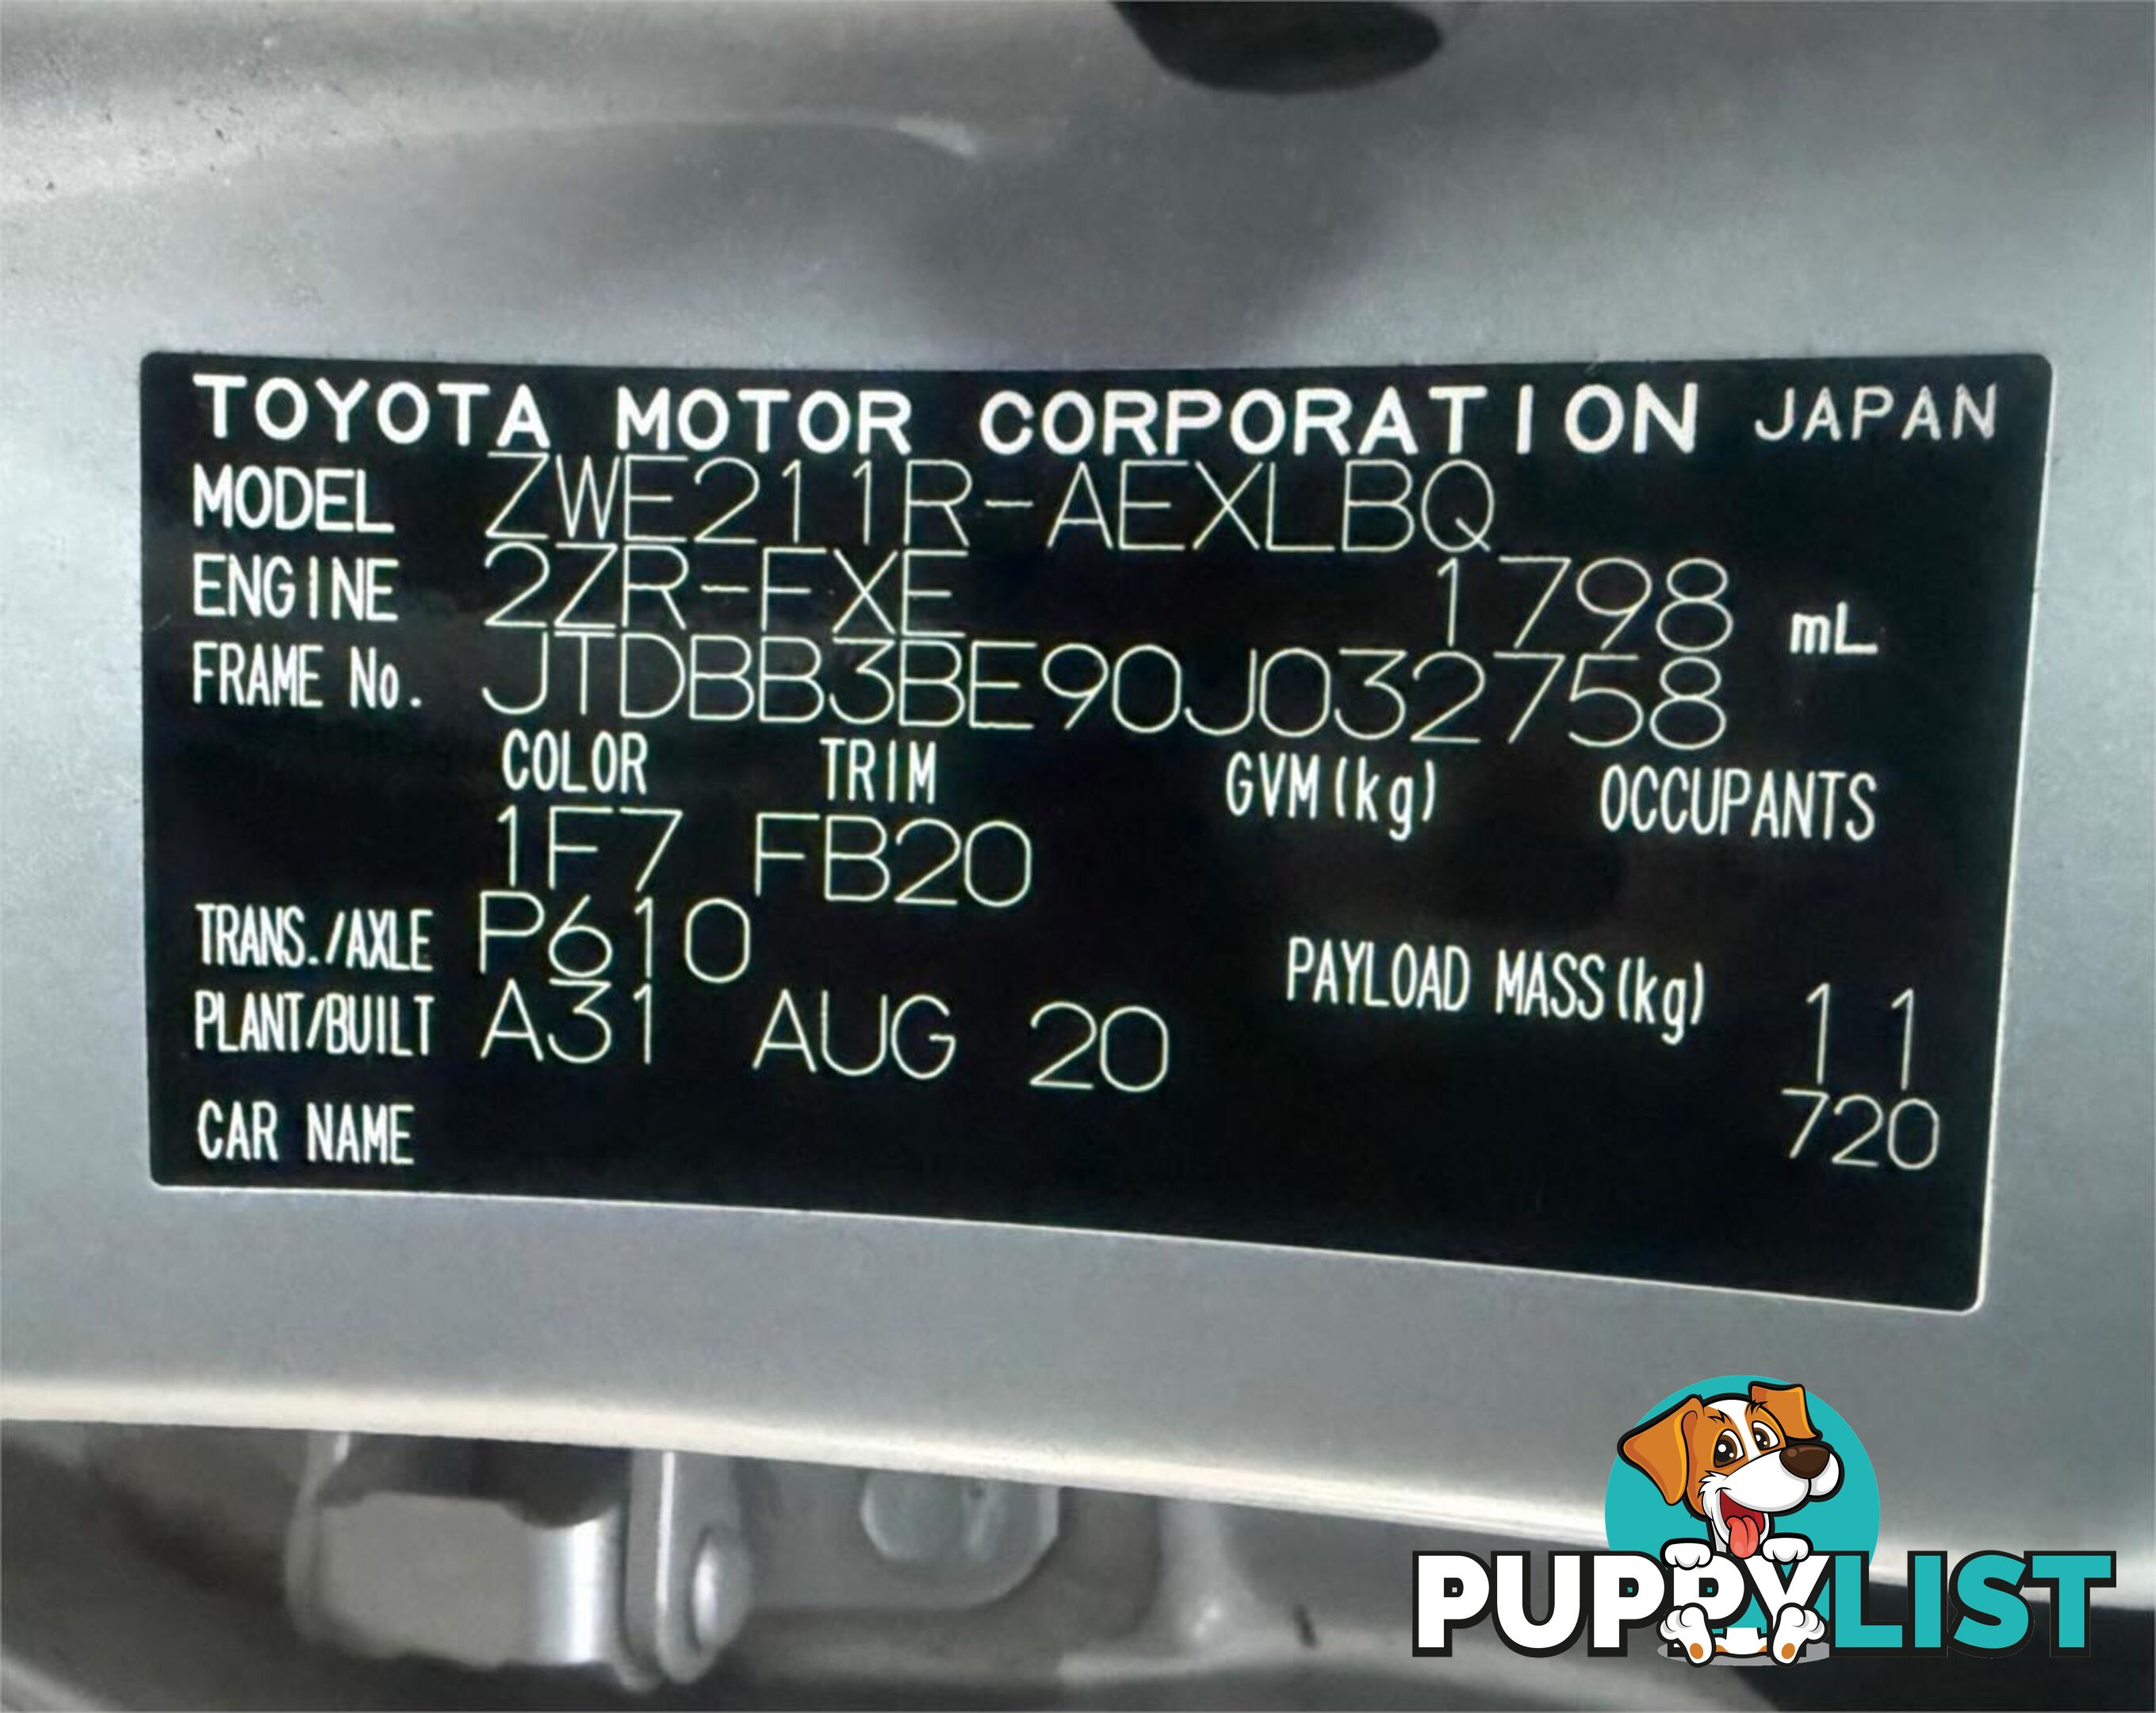 TOYOTA MOTOR CORPORATION JAPAN
MODEL ZWE211R-AEXLBQ
ENGINE 2ZR-FXE 1798 mL
FRAME No. JTDBB3BE90J032758
COLOR TRIM GVM(kg) OCCUPANTS
1F7 FB20
TRANS./AXLE P610 PAYLOAD MASS(kg)
PLANT/BUILT A31 AUG 20 11
CAR NAME 720
PUPPYLIST